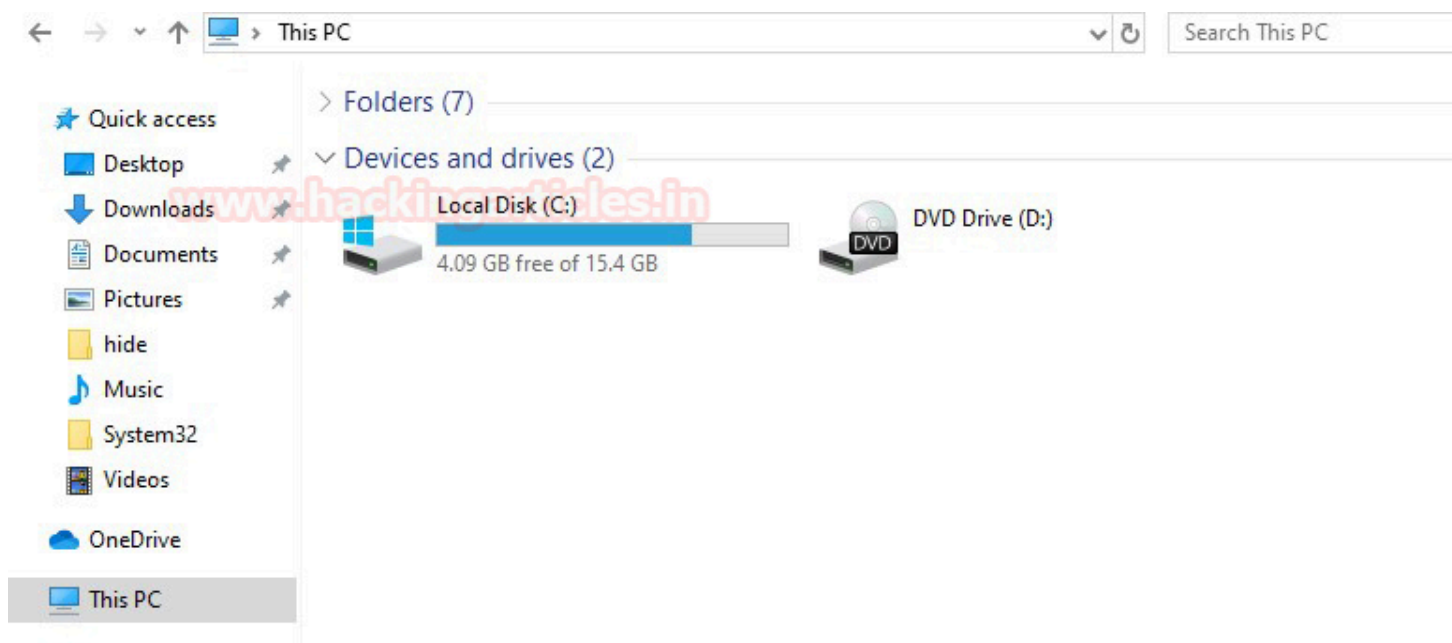 This PC
Search This PC
Quick access
Desktop
Downloads
Documents
Pictures
hide
Music
System32
Videos
OneDrive
This PC
Folders (7)
Devices and drives (2)
www.hackingarticles.in
Local Disk (C:)
4.09 GB free of 15.4 GB
DVD Drive (D:)
DVD